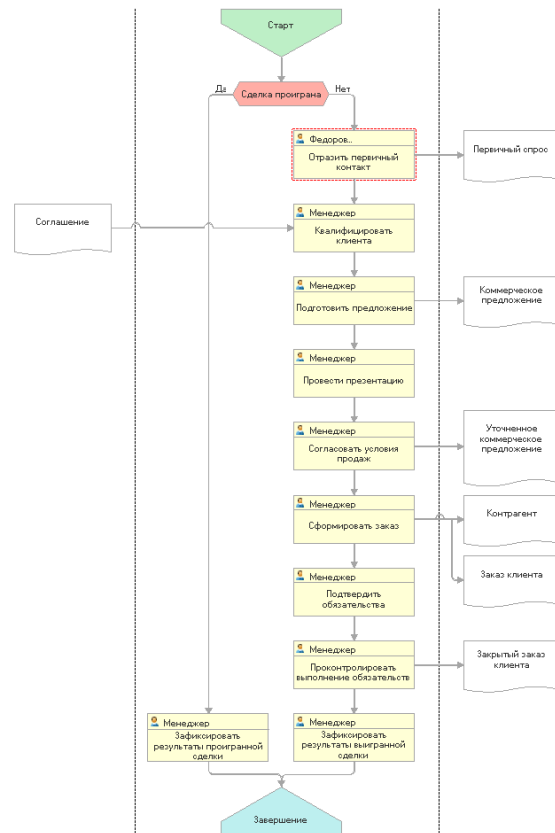 Старт
Сделка проиграна
Да
Нет
Федоров..
Отразить первичный
контакт
Первичный спрос
Соглашение
Менеджер
Квалифицировать
клиента
Менеджер
Подготовить предложение
Коммерческое
предложение
Менеджер
Провести презентацию
Менеджер
Согласовать условия
продаж
Уточненное
коммерческое
предложение
Менеджер
Сформировать заказ
Контрагент
Заказ клиента
Менеджер
Подтвердить
обязательства
Менеджер
Проконтролировать
выполнение обязательств
Закрытый заказ
клиента
Менеджер
Зафиксировать
результаты проигранной
сделки
Менеджер
Зафиксировать
результаты выигранной
сделки
Завершение